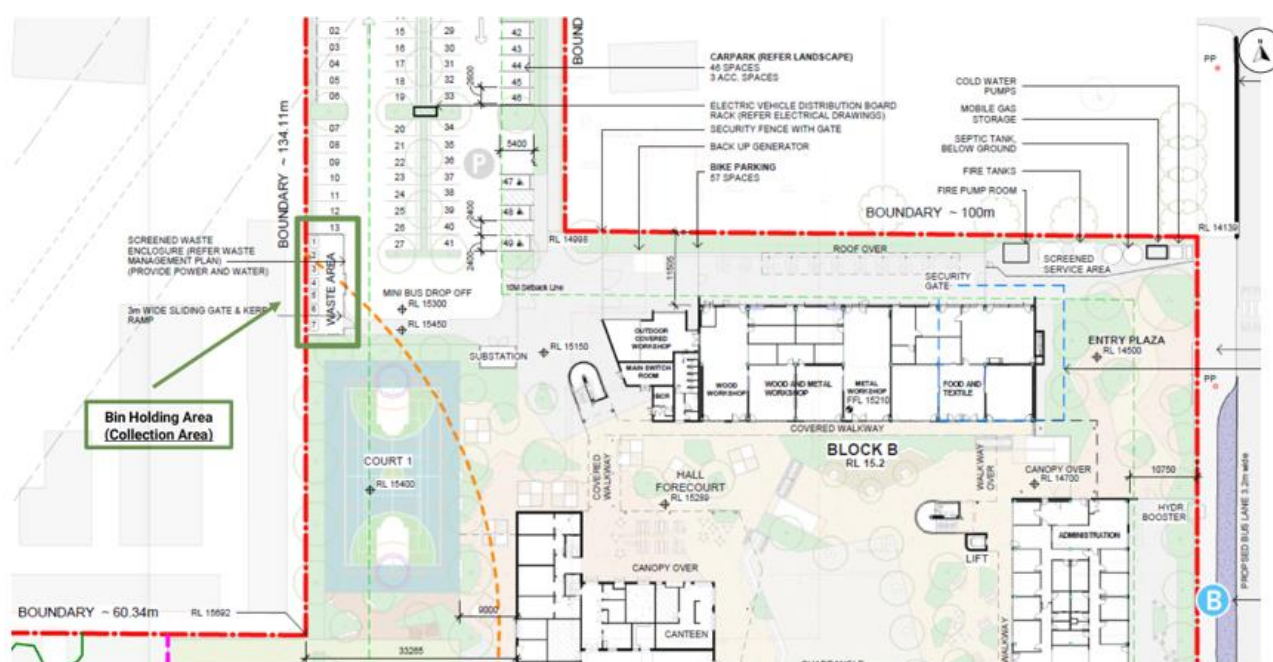 02
03
04
05
06
07
08
09
10
11
12
13
15
16
17
18
19
20
21
22
23
24
25
26
27
29
30
31
32
33
34
35
36
37
38
39
40
41
42
43
44
45
46
47
48
49
2600
5400
2400
2400
P
BOUND
BOUNDARY ~ 134.11m
CARPARK (REFER LANDSCAPE)
46 SPACES
3 ACC. SPACES
ELECTRIC VEHICLE DISTRIBUTION BOARD
RACK (REFER ELECTRICAL DRAWINGS)
SECURITY FENCE WITH GATE
BACK UP GENERATOR
BIKE PARKING
57 SPACES
COLD WATER
PUMPS
MOBILE GAS
STORAGE
SEPTIC TANK,
BELOW GROUND
FIRE TANKS
FIRE PUMP ROOM
PP
BOUNDARY ~ 100m
RL 14998
RL 14139
ROOF OVER
SCREENED
SERVICE AREA
SECURITY
GATE
SCREENED WASTE
ENCLOSURE (REFER WASTE
MANAGEMENT PLAN)
(PROVIDE POWER AND WATER)
3m WIDE SLIDING GATE & KERB
RAMP
1
2
3
4
5
6
7
WASTE AREA
MINI BUS DROP OFF
RL 15300
RL 15450
10M Setback Line
11505
SUBSTATION
RL 15150
OUTDOOR
COVERED
WORKSHOP
MAIN SWITCH
ROOM
BCR
WOOD
WORKSHOP
WOOD AND METAL
WORKSHOP
METAL
WORKSHOP
FFL 15210
FOOD AND
TEXTILE
ENTRY PLAZA
RL 14500
PP
Bin Holding Area
(Collection Area)
COVERED WALKWAY
BLOCK B
RL 15.2
COURT 1
RL 15400
COVERED
WALKWAY
HALL
FORECOURT
RL 15289
WALKWAY
OVER
CANOPY OVER
RL 14700
10750
HYDR
BOOSTER
ADMINISTRATION
LIFT
PROPSED BUS LANE 3.2m wide
B
CANOPY OVER
CANTEEN
WALKWAY
BOUNDARY ~ 60.34m
RL 15692
9000
33265